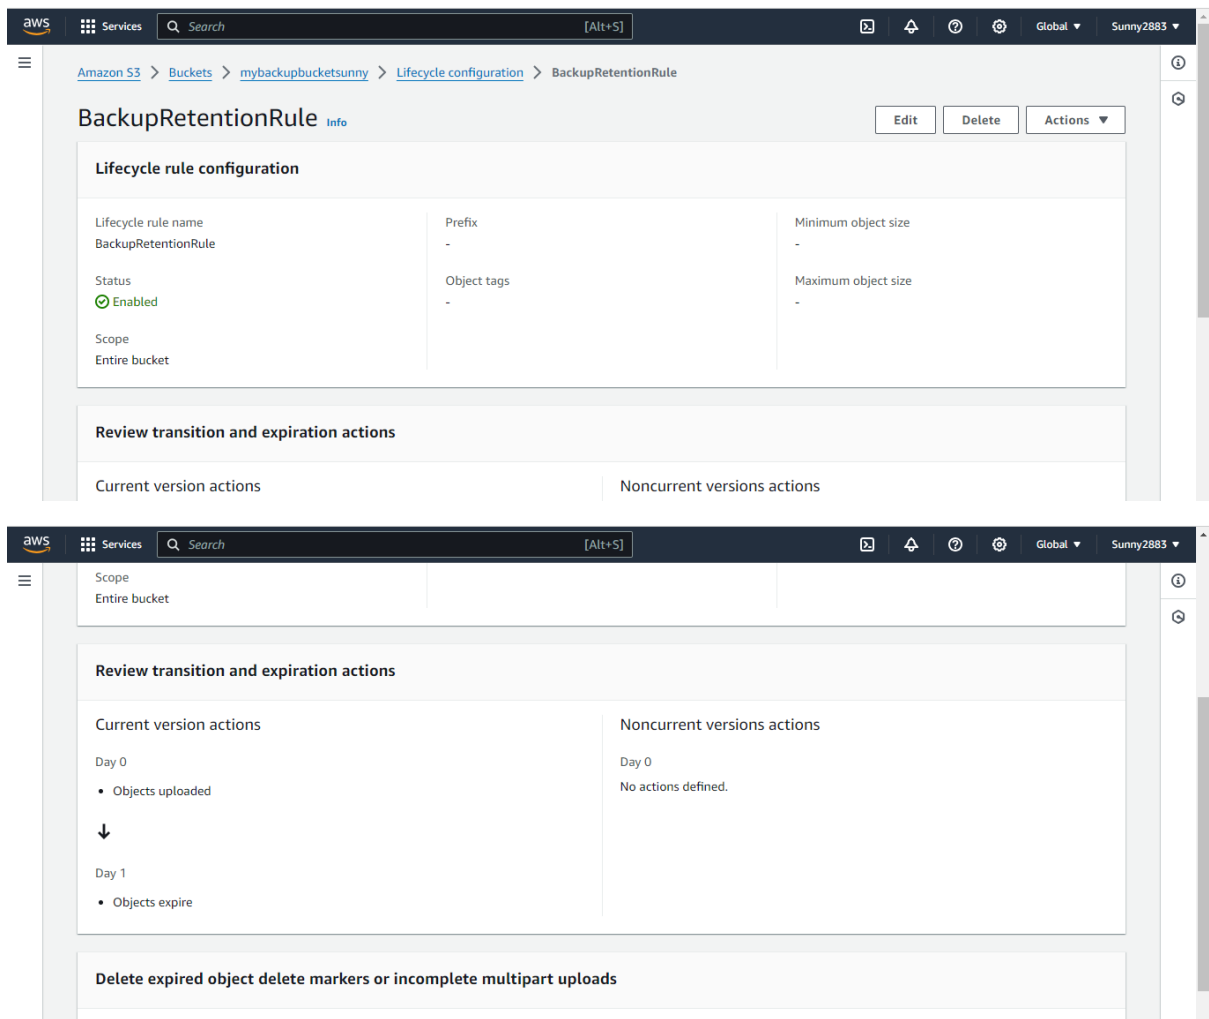 aws Services Search [Alt+S] Global ▼ Sunny2883 ▼
Amazon S3 > Buckets > mybackupbucketsunny > Lifecycle configuration > BackupRetentionRule
BackupRetentionRule Info Edit Delete Actions ▼
Lifecycle rule configuration
Lifecycle rule name Prefix Minimum object size
BackupRetentionRule - -
Status Object tags Maximum object size
Enabled - -
Scope
Entire bucket
Review transition and expiration actions
Current version actions Noncurrent versions actions
aws Services Search [Alt+S] Global ▼ Sunny2883 ▼
Scope
Entire bucket
Review transition and expiration actions
Current version actions Noncurrent versions actions
Day 0 Day 0
• Objects uploaded No actions defined.
↓
Day 1
• Objects expire
Delete expired object delete markers or incomplete multipart uploads